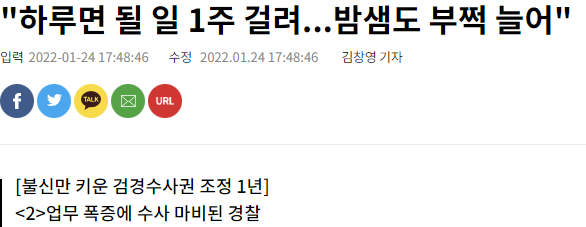 "하루면 될 일 1주 걸려...밤샘도 부쩍 늘어"
입력 2022-01-24 17:48:46 수정 2022.01.24 17:48:46 김창영 기자
f TALK URL
[불신만 키운 검경수사권 조정 1년]
<2>업무 폭증에 수사 마비된 경찰